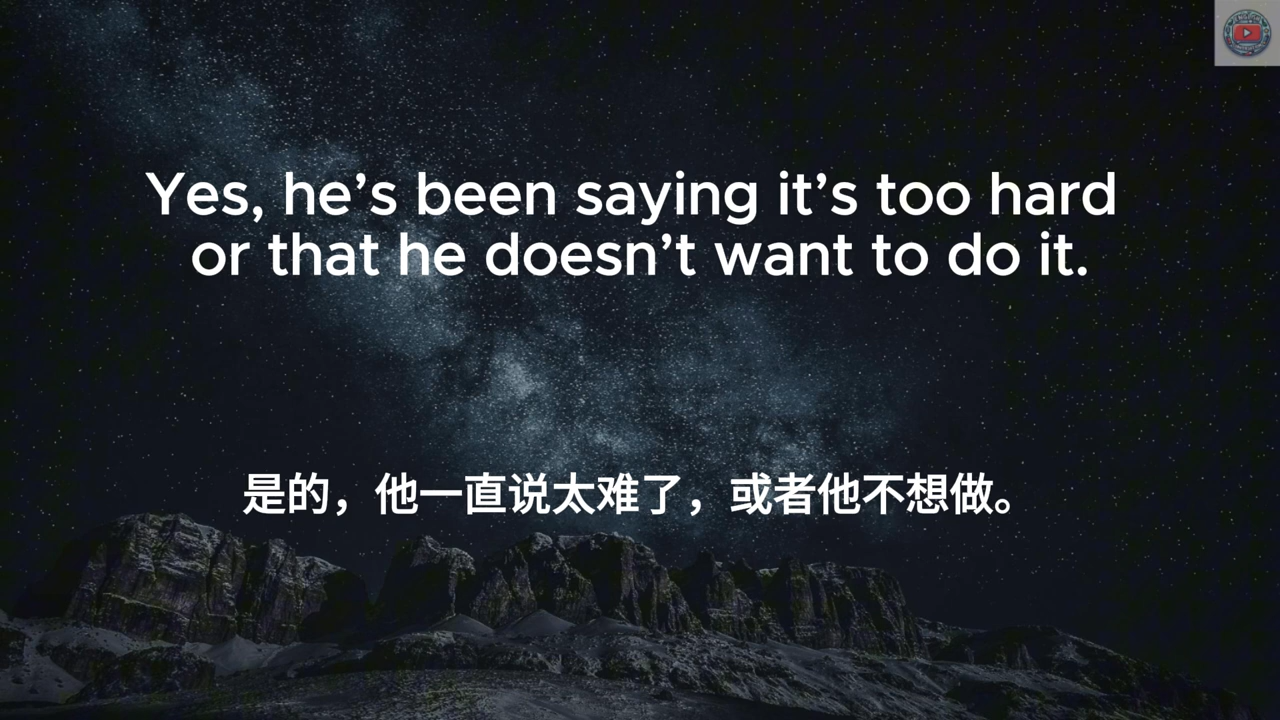 Yes, he’s been saying it’s too hard
or that he doesn’t want to do it.
是的，他一直说太难了，或者他不想做。